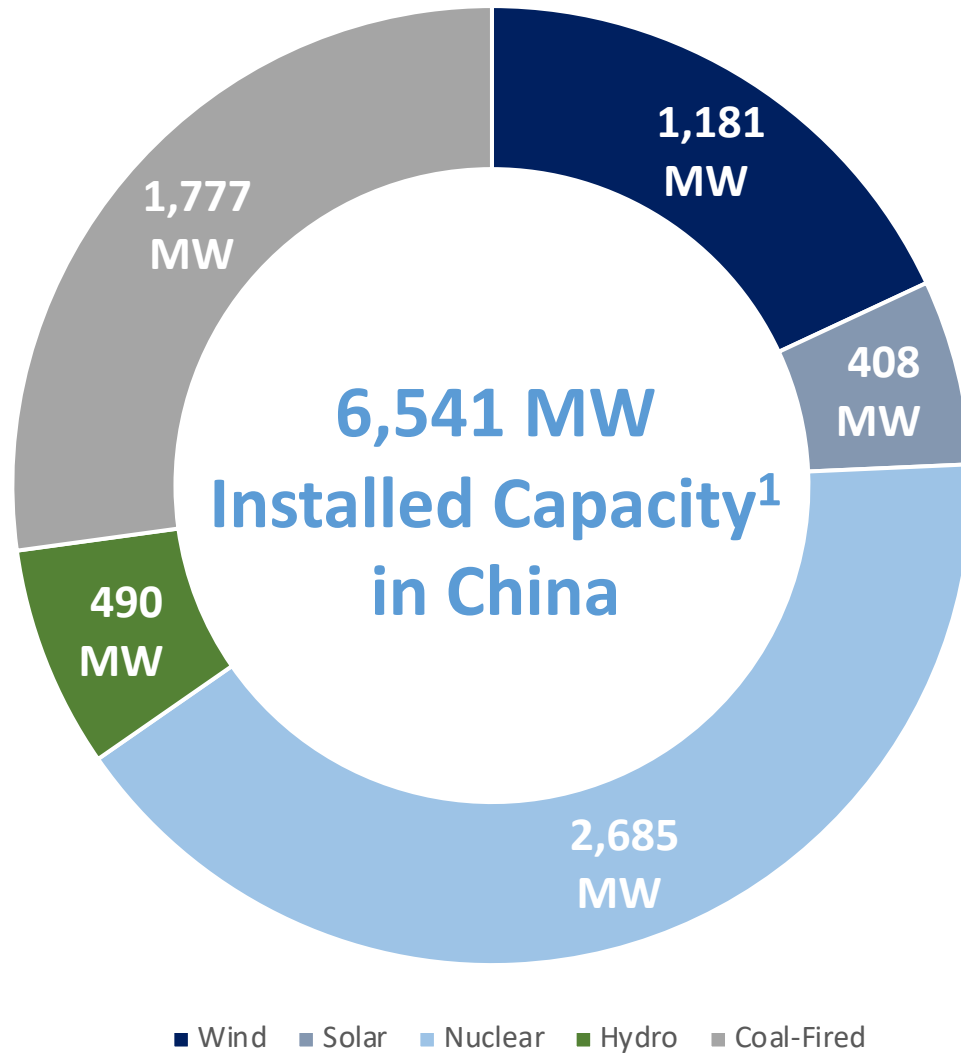 1,181
MW
1,777
MW
408
MW
6,541 MW
Installed Capacity¹
in China
490
MW
2,685
MW
Wind Solar Nuclear Hydro Coal-Fired